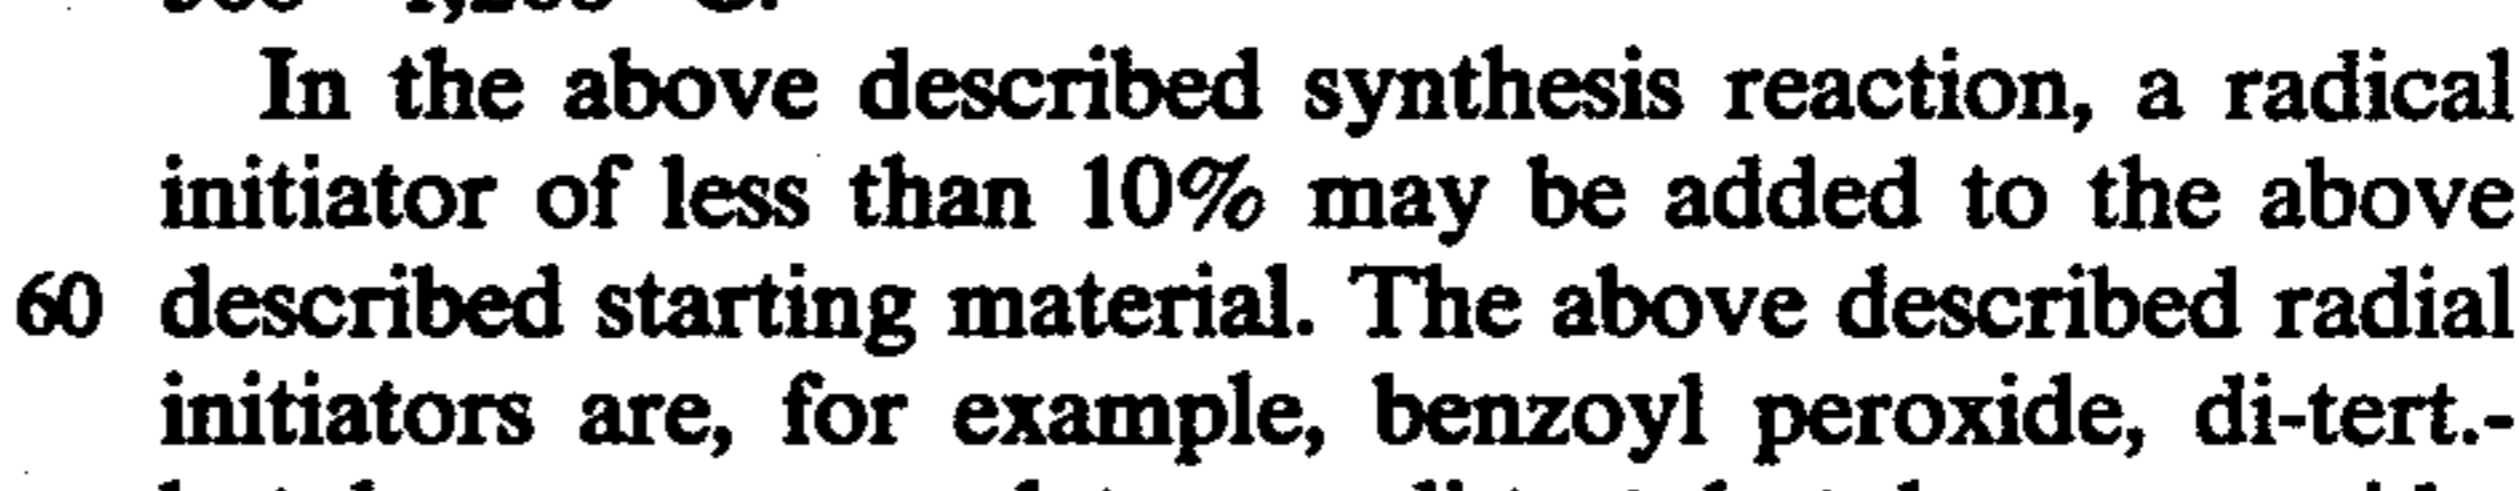 In the above described synthesis reaction, a radical
initiator of less than 10% may be added to the above
60 described starting material. The above described radial
initiators are, for example, benzoyl peroxide, di-tert.-